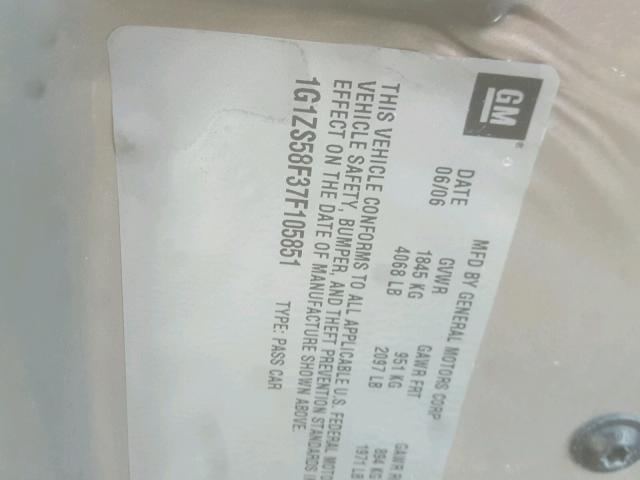 GM
MFD BY GENERAL MOTORS CORP
DATE GVWR GAWR FRT GAWR
06/06 1845 KG 951 KG 894 KG
4068 LB 2097 LB 1971 LB
THIS VEHICLE CONFORMS TO ALL APPLICABLE U.S. FEDERAL
VEHICLE SAFETY, BUMPER, AND THEFT PREVENTION STANDARDS
EFFECT ON THE DATE OF MANUFACTURE SHOWN ABOVE.
1G1ZS58F37F105851 TYPE: PASS CAR